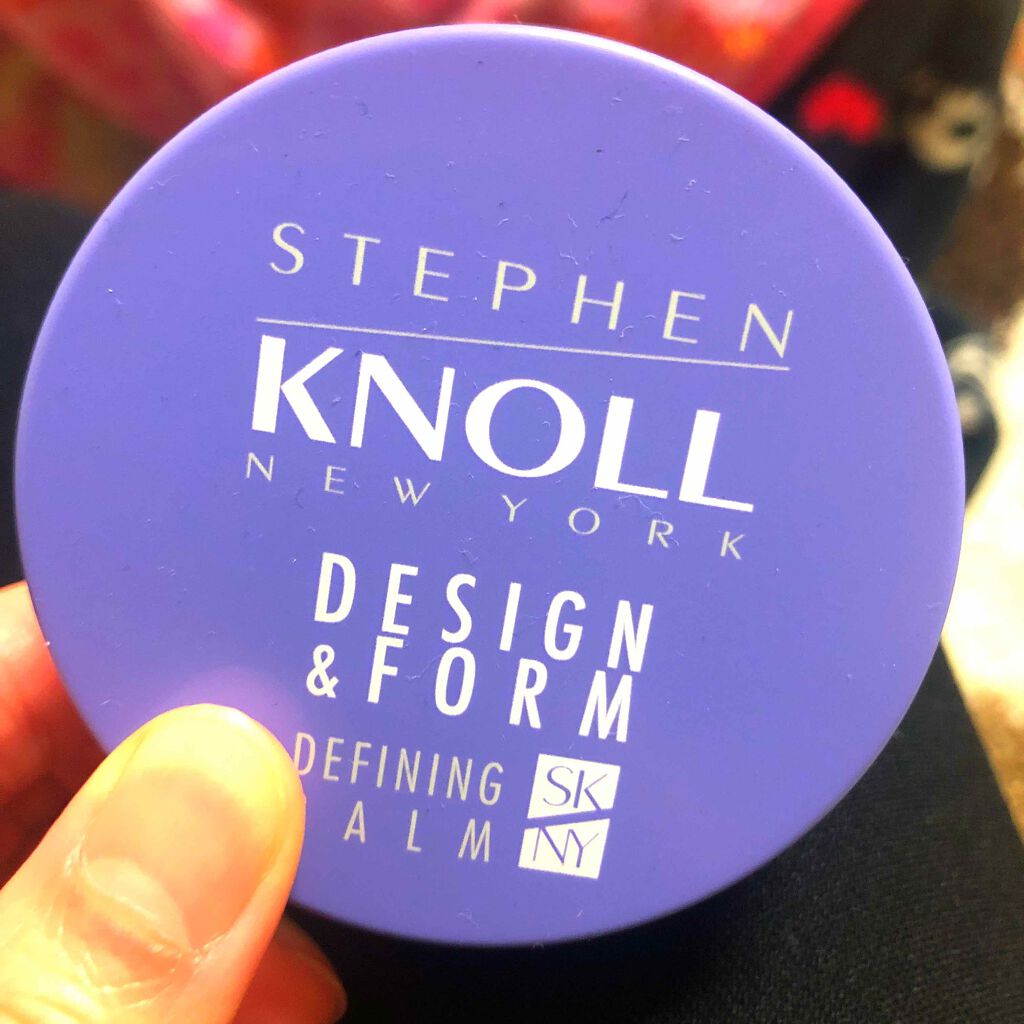 STEPHEN
KNOLL
NEW YORK
DESIGN
& FORM
DEFINING
ALM
SK
NY